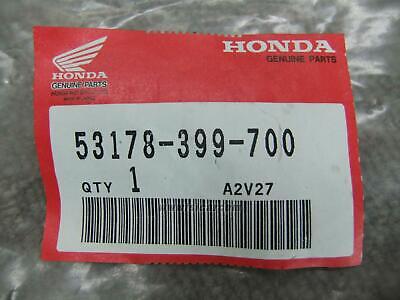 HONDA
GENUINE PARTS
HONDA
GENUINE PARTS
53178-399-700
QTY 1 A2V27